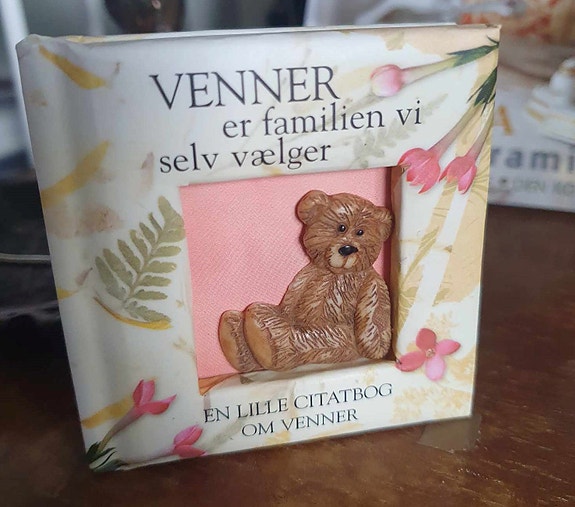 VENNER
er familien vi
selv vælger
EN LILLE CITATBOG
OM VENNER